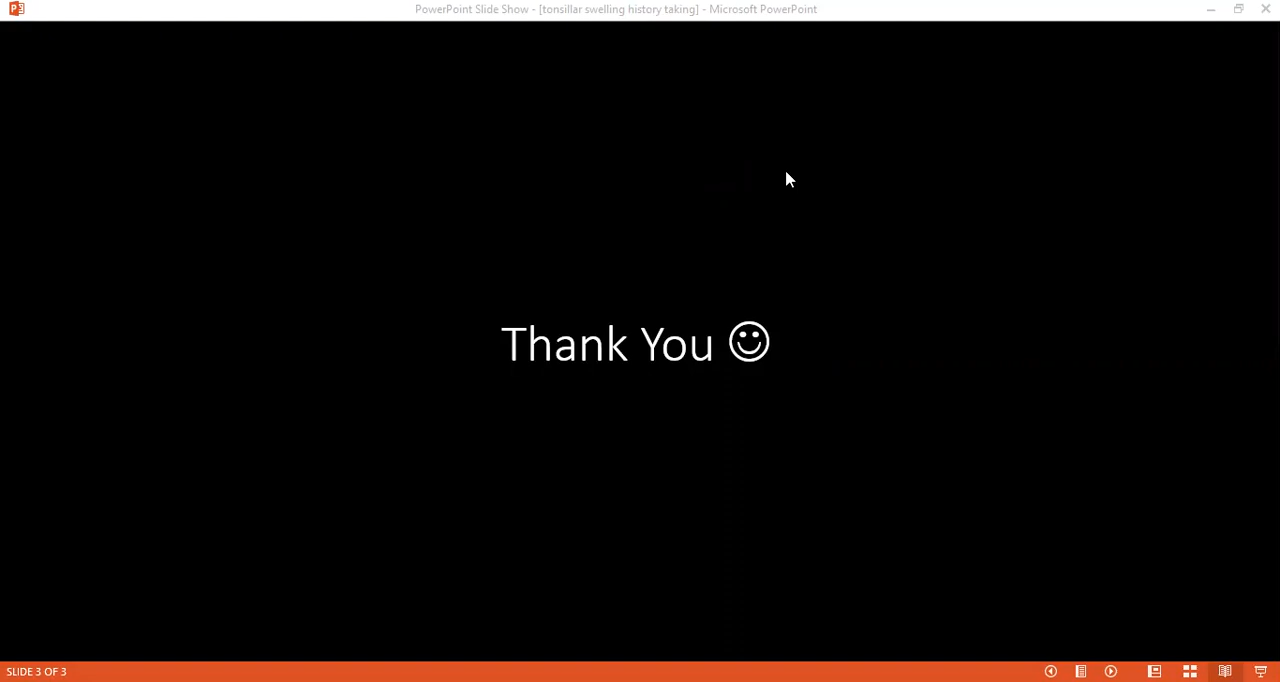 PowerPoint Slide Show - [tonsillar swelling history taking] - Microsoft PowerPoint
Thank You ☺
SLIDE 3 OF 3